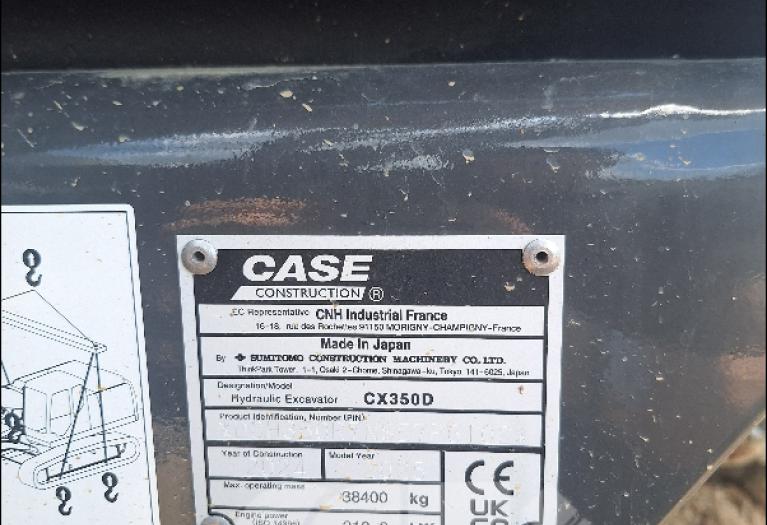 CASE
CONSTRUCTION ®
EC Representative CNH Industrial France
16-18, rue des Rochettes 91150 MORIGNY-CHAMPIGNY-France
Made In Japan
By SUMITOMO CONSTRUCTION MACHINERY CO., LTD.
ThinkPark Tower, 1-1, Osaki 2-Chome, Shinagawa-ku, Tokyo 141-6025, Japan
Designation/Model
Hydraulic Excavator CX350D
Product Identification, Number (PIN)
Year of Construction Model Year
Max. operating mass
38400 kg
CE
UK
Engine power